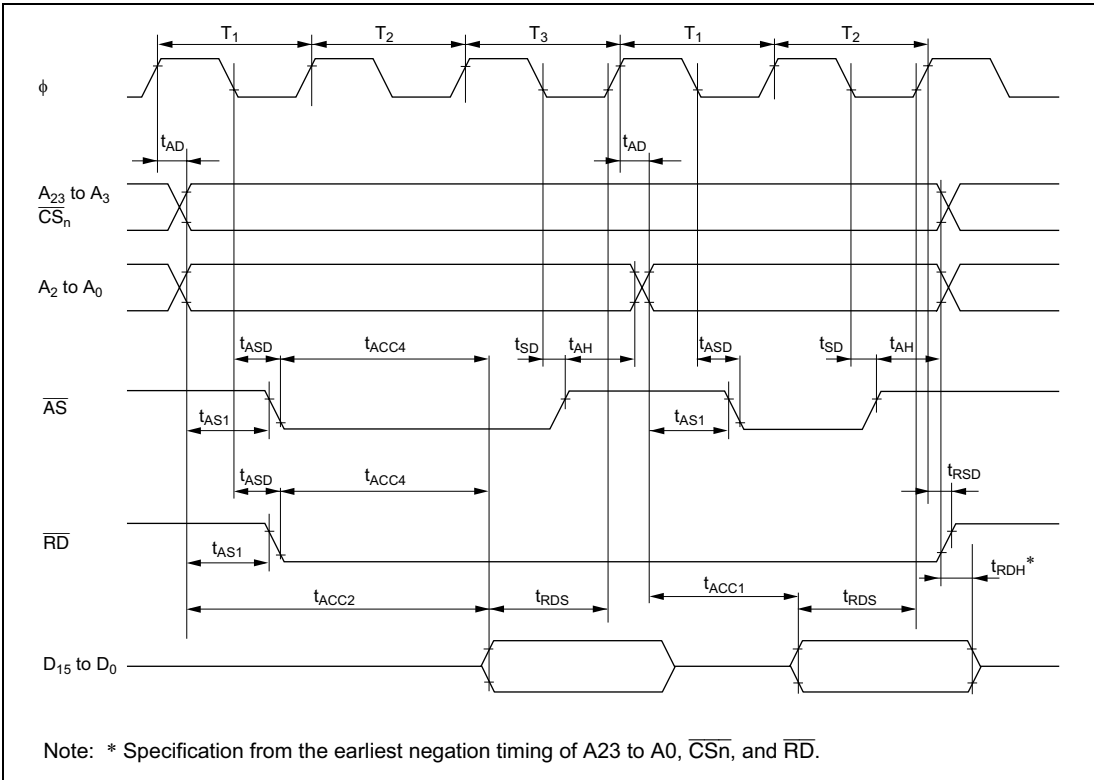 T1 T2 T3 T1 T2
φ
tAD tAD
A23 to A3
CSn
A2 to A0
tASD tACC4 tSD tAH tASD tSD tAH
AS
tAS1 tAS1
tASD tACC4 tRSD
RD
tAS1 tRDH*
tACC2 tRDS tACC1 tRDS
D15 to D0
Note: * Specification from the earliest negation timing of A23 to A0, CSn, and RD.